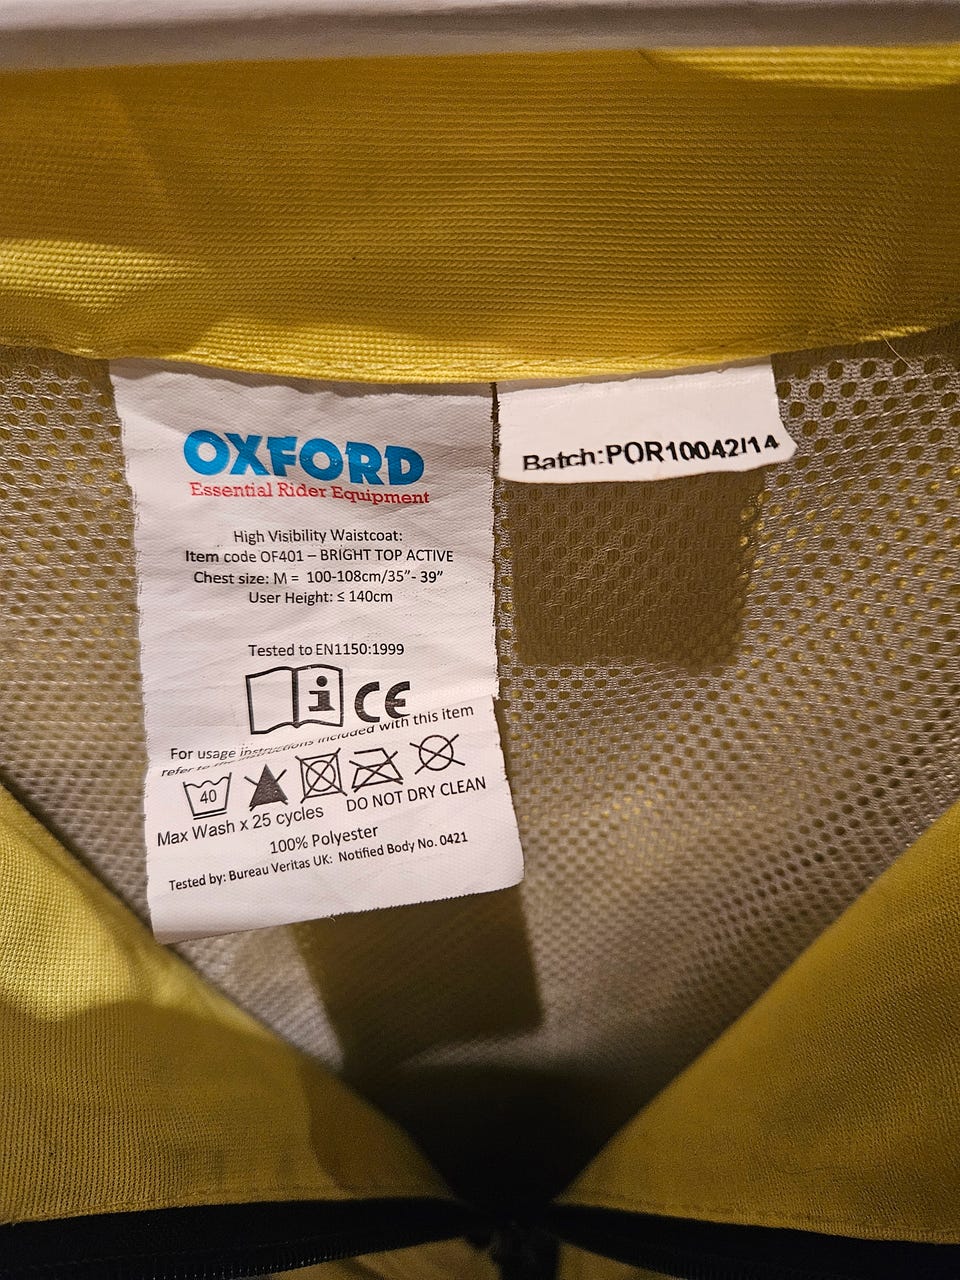 OXFORD
Essential Rider Equipment
High Visibility Waistcoat:
Item code OF401 – BRIGHT TOP ACTIVE
Chest size: M = 100-108cm/35”- 39”
User Height: ≤ 140cm
Tested to EN1150:1999
i
CE
For usage instructions included with this item
refer to the
40
Max Wash x 25 cycles
DO NOT DRY CLEAN
100% Polyester
Tested by: Bureau Veritas UK: Notified Body No. 0421
Batch:POR10042/14